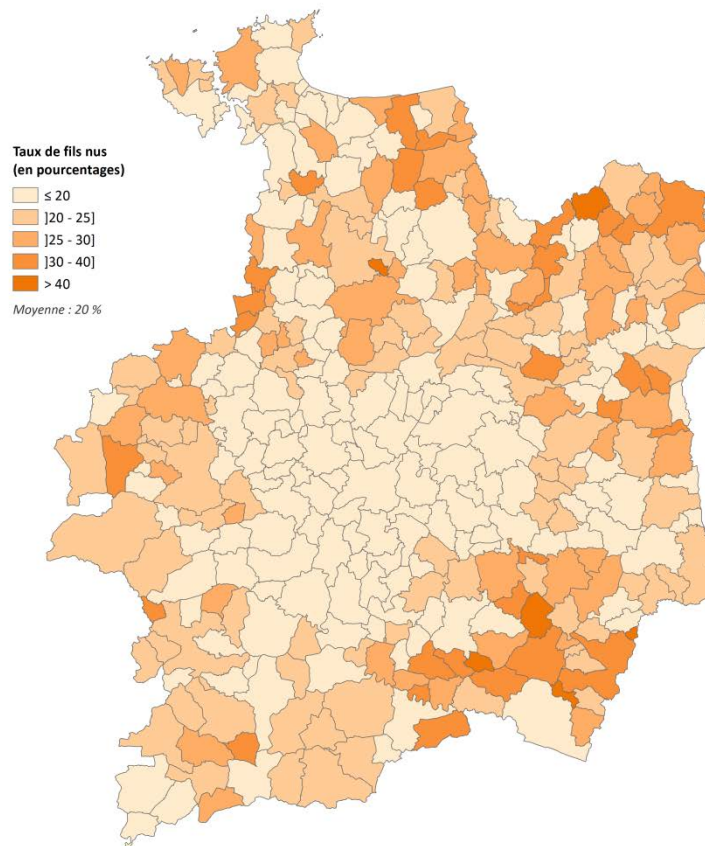 Taux de fils nus
(en pourcentages)
≤ 20
]20 - 25]
]25 - 30]
]30 - 40]
> 40
Moyenne : 20 %